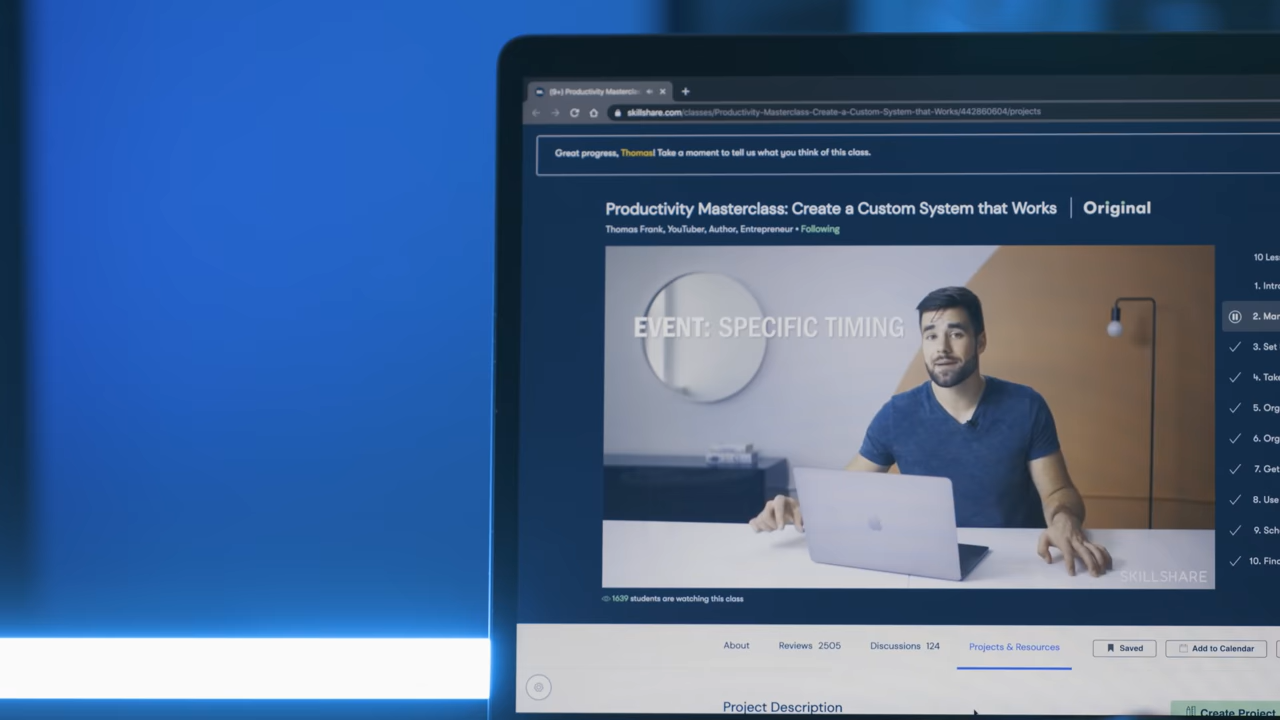 (9+) Productivity Masterclas
skillshare.com/classes/Productivity-Masterclass-Create-a-Custom-System-that-Works/442860604/projects
Great progress, Thomas! Take a moment to tell us what you think of this class.
Productivity Masterclass: Create a Custom System that Works | Original
Thomas Frank, YouTuber, Author, Entrepreneur • Following
EVENT: SPECIFIC TIMING
SKILLSHARE
10 Les
1. Intr
2. Man
3. Set
4. Take
5. Org
6. Org
7. Get
8. Use
9. Sch
10. Fin
1639 students are watching this class
About Reviews 2505 Discussions 124 Projects & Resources Saved Add to Calendar
Project Description
Create Project